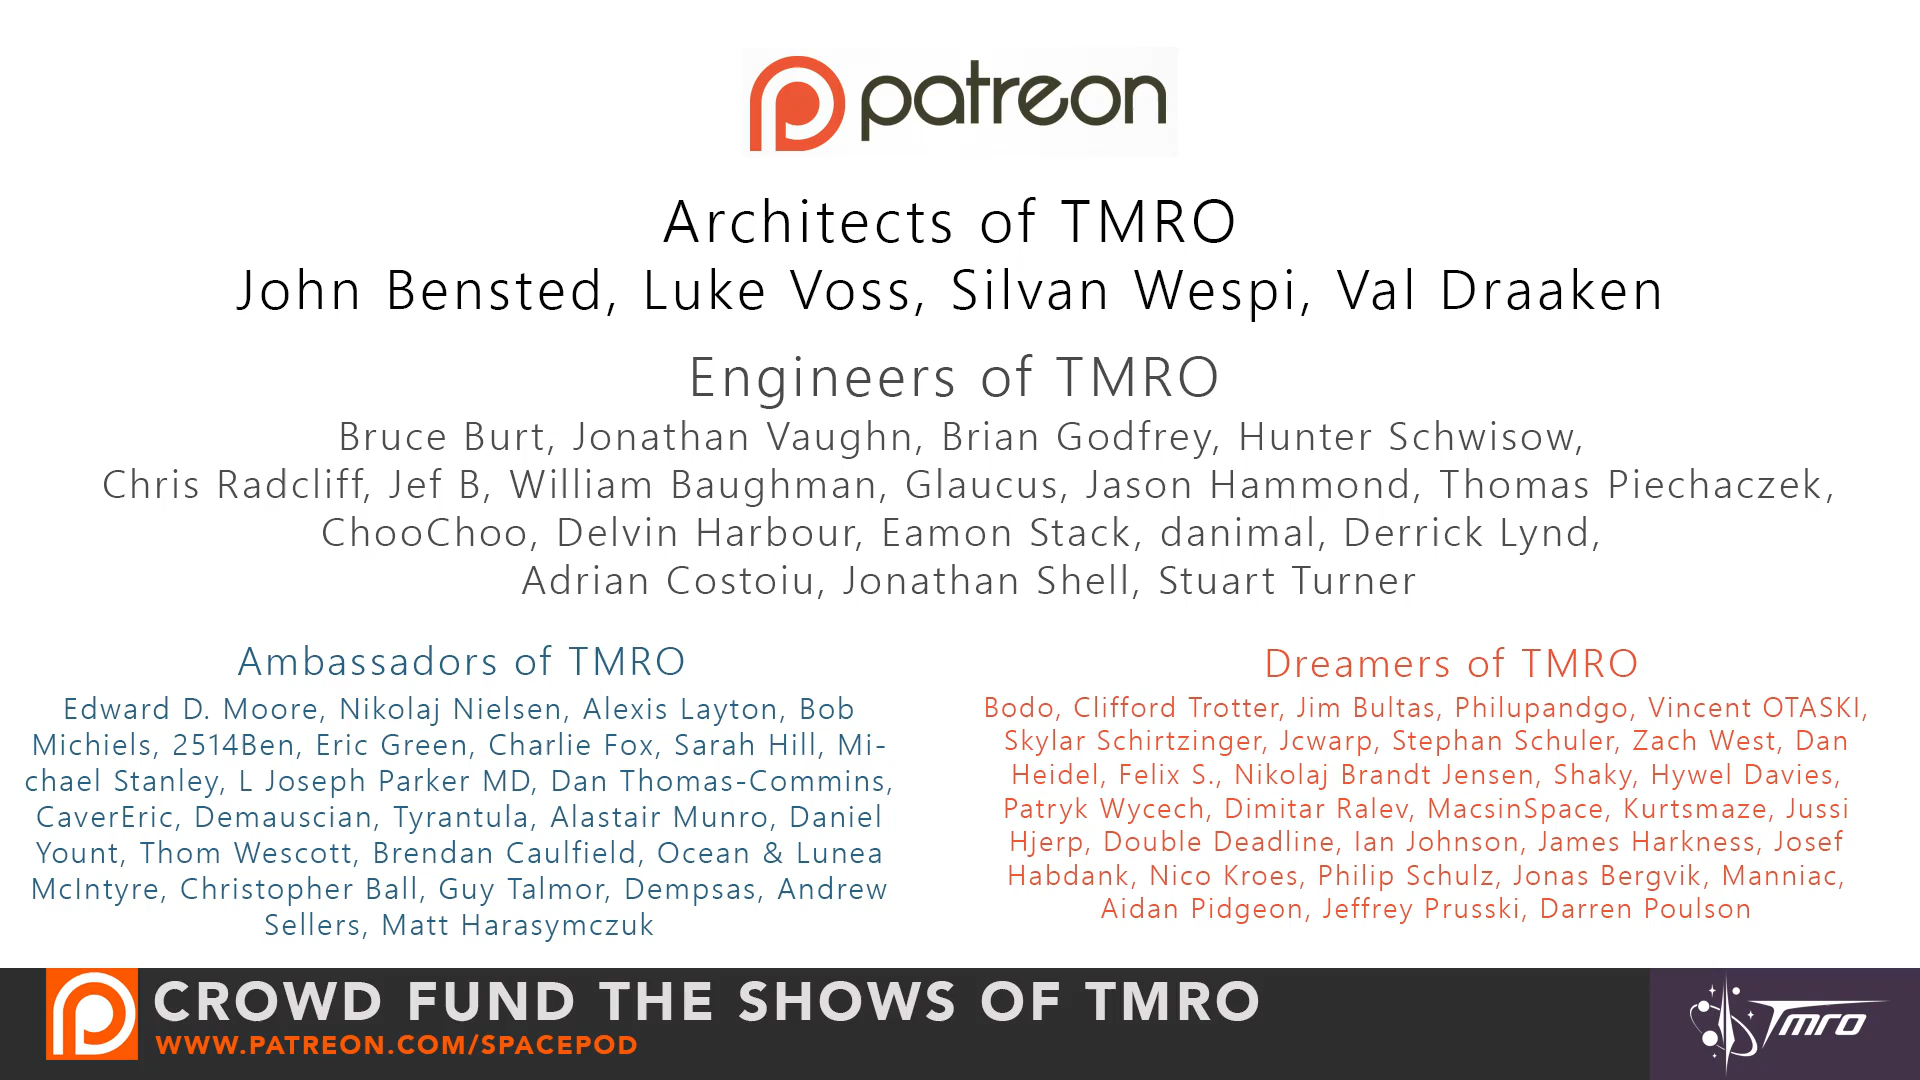 patreon
Architects of TMRO
John Bensted, Luke Voss, Silvan Wespi, Val Draaken
Engineers of TMRO
Bruce Burt, Jonathan Vaughn, Brian Godfrey, Hunter Schwisow,
Chris Radcliff, Jef B, William Baughman, Glaucus, Jason Hammond, Thomas Piechaczek,
ChooChoo, Delvin Harbour, Eamon Stack, danimal, Derrick Lynd,
Adrian Costoiu, Jonathan Shell, Stuart Turner
Ambassadors of TMRO
Edward D. Moore, Nikolaj Nielsen, Alexis Layton, Bob
Michiels, 2514Ben, Eric Green, Charlie Fox, Sarah Hill, Mi-
chael Stanley, L Joseph Parker MD, Dan Thomas-Commins,
CaverEric, Demauscian, Tyrantula, Alastair Munro, Daniel
Yount, Thom Wescott, Brendan Caulfield, Ocean & Lunea
McIntyre, Christopher Ball, Guy Talmor, Dempsas, Andrew
Sellers, Matt Harasymczuk
Dreamers of TMRO
Bodo, Clifford Trotter, Jim Bultas, Philupandgo, Vincent OTASKI,
Skylar Schirtzinger, Jcwarp, Stephan Schuler, Zach West, Dan
Heidel, Felix S., Nikolaj Brandt Jensen, Shaky, Hywel Davies,
Patryk Wycech, Dimitar Ralev, MacsinSpace, Kurtsmaze, Jussi
Hjerp, Double Deadline, Ian Johnson, James Harkness, Josef
Habdank, Nico Kroes, Philip Schulz, Jonas Bergvik, Manniac,
Aidan Pidgeon, Jeffrey Prusski, Darren Poulson
CROWD FUND THE SHOWS OF TMRO
WWW.PATREON.COM/SPACEPOD
Tmro